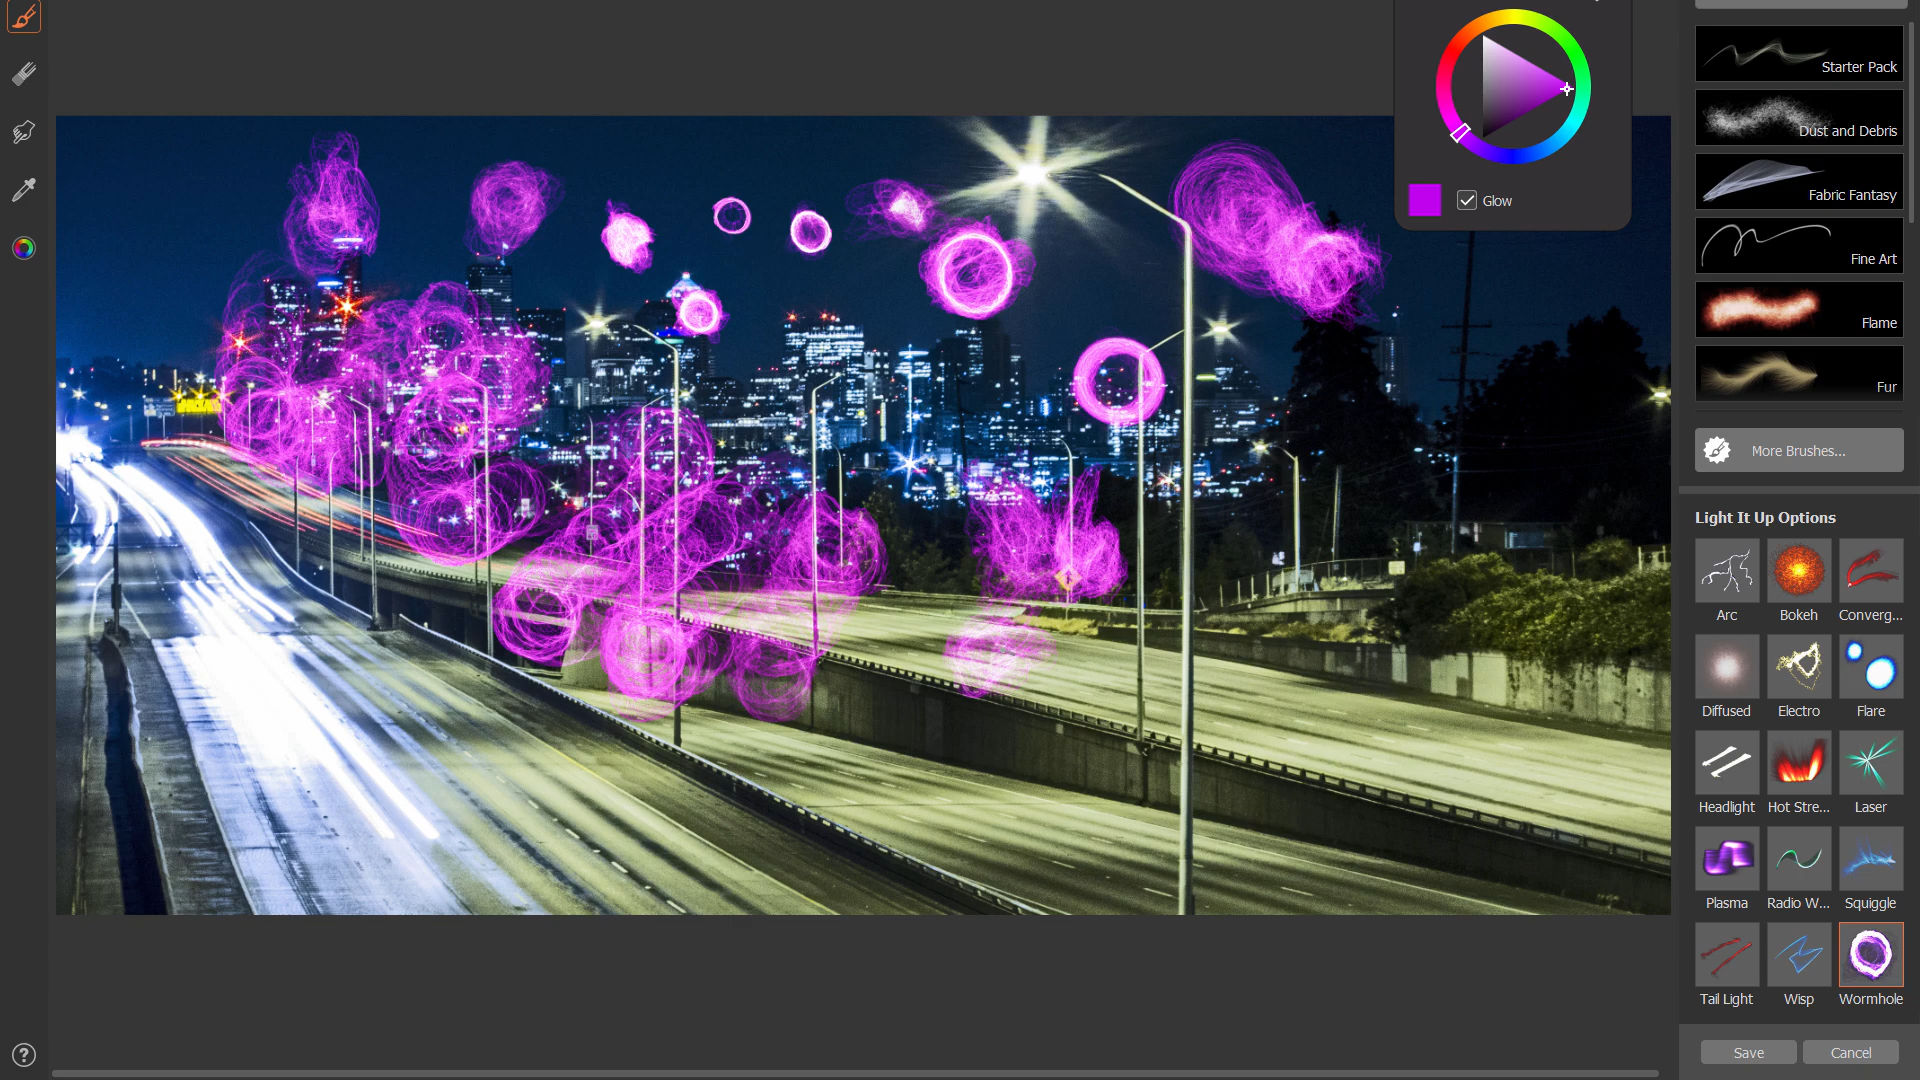 Glow
Starter Pack
Dust and Debris
Fabric Fantasy
Fine Art
Flame
Fur
More Brushes...
Light It Up Options
Arc
Bokeh
Converg...
Diffused
Electro
Flare
Headlight
Hot Stre...
Laser
Plasma
Radio W...
Squiggle
Tail Light
Wisp
Wormhole
Save
Cancel
?